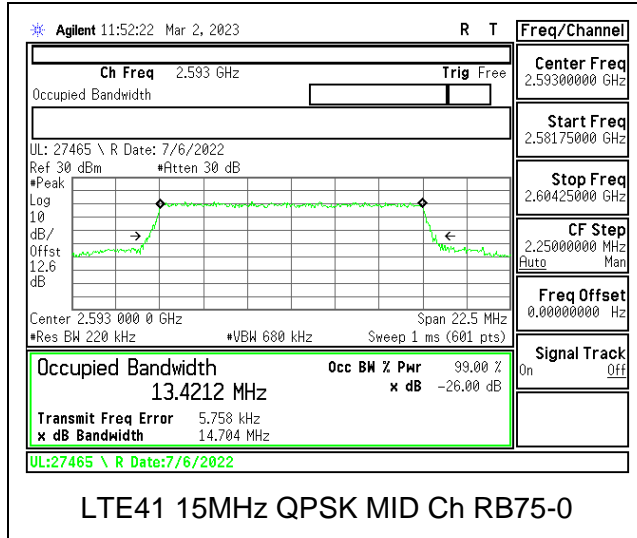 Agilent 11:52:22 Mar 2, 2023 R T
Freq/Channel
Ch Freq 2.593 GHz Trig Free
Occupied Bandwidth
Center Freq
2.59300000 GHz
Start Freq
2.58175000 GHz
Stop Freq
2.60425000 GHz
CF Step
2.25000000 MHz
Auto Man
Freq Offset
0.00000000 Hz
Signal Track
On Off
UL: 27465 \ R Date: 7/6/2022
Ref 30 dBm #Atten 30 dB
#Peak
Log
10
dB/
Offst
12.6
dB
Center 2.593 000 0 GHz Span 22.5 MHz
#Res BW 220 kHz #VBW 680 kHz Sweep 1 ms (601 pts)
Occupied Bandwidth Occ BW % Pwr 99.00 %
13.4212 MHz x dB -26.00 dB
Transmit Freq Error 5.758 kHz
x dB Bandwidth 14.704 MHz
UL:27465 \ R Date:7/6/2022
LTE41 15MHz QPSK MID Ch RB75-0